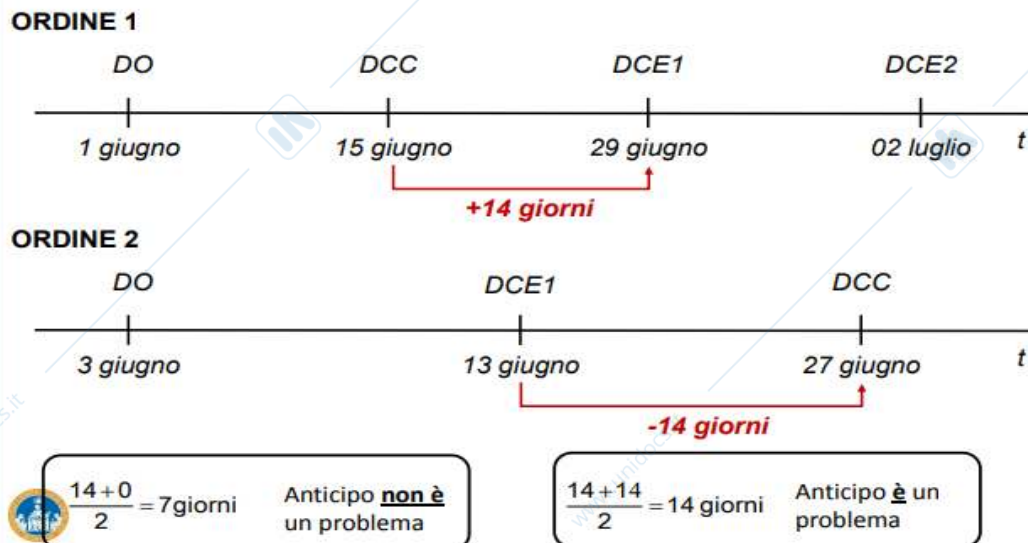 ORDINE 1
DO DCC DCE1 DCE2
1 giugno 15 giugno 29 giugno 02 luglio t
+14 giorni
ORDINE 2
DO DCE1 DCC
3 giugno 13 giugno 27 giugno t
-14 giorni
14+0
2
= 7giorni
Anticipo non è
un problema
14+14
2
= 14 giorni
Anticipo è un
problema